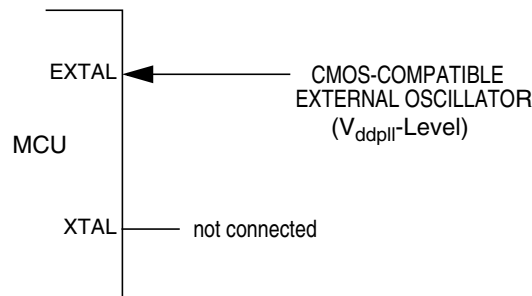 EXTAL
CMOS-COMPATIBLE
EXTERNAL OSCILLATOR
(Vddpll-Level)
MCU
XTAL
not connected